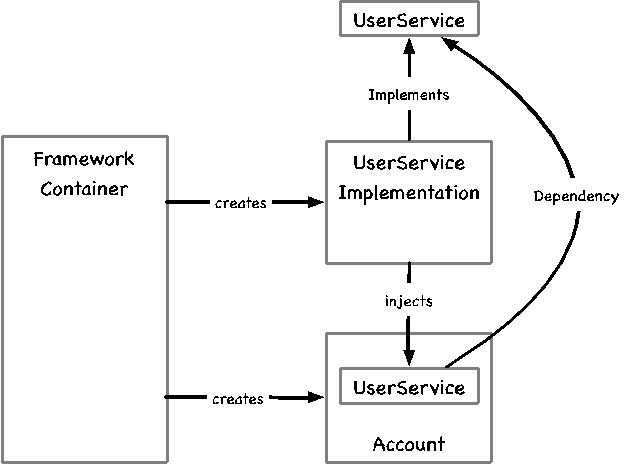 UserService
Implements
Framework
Container
UserService
Implementation
creates
Dependency
injects
UserService
creates
Account